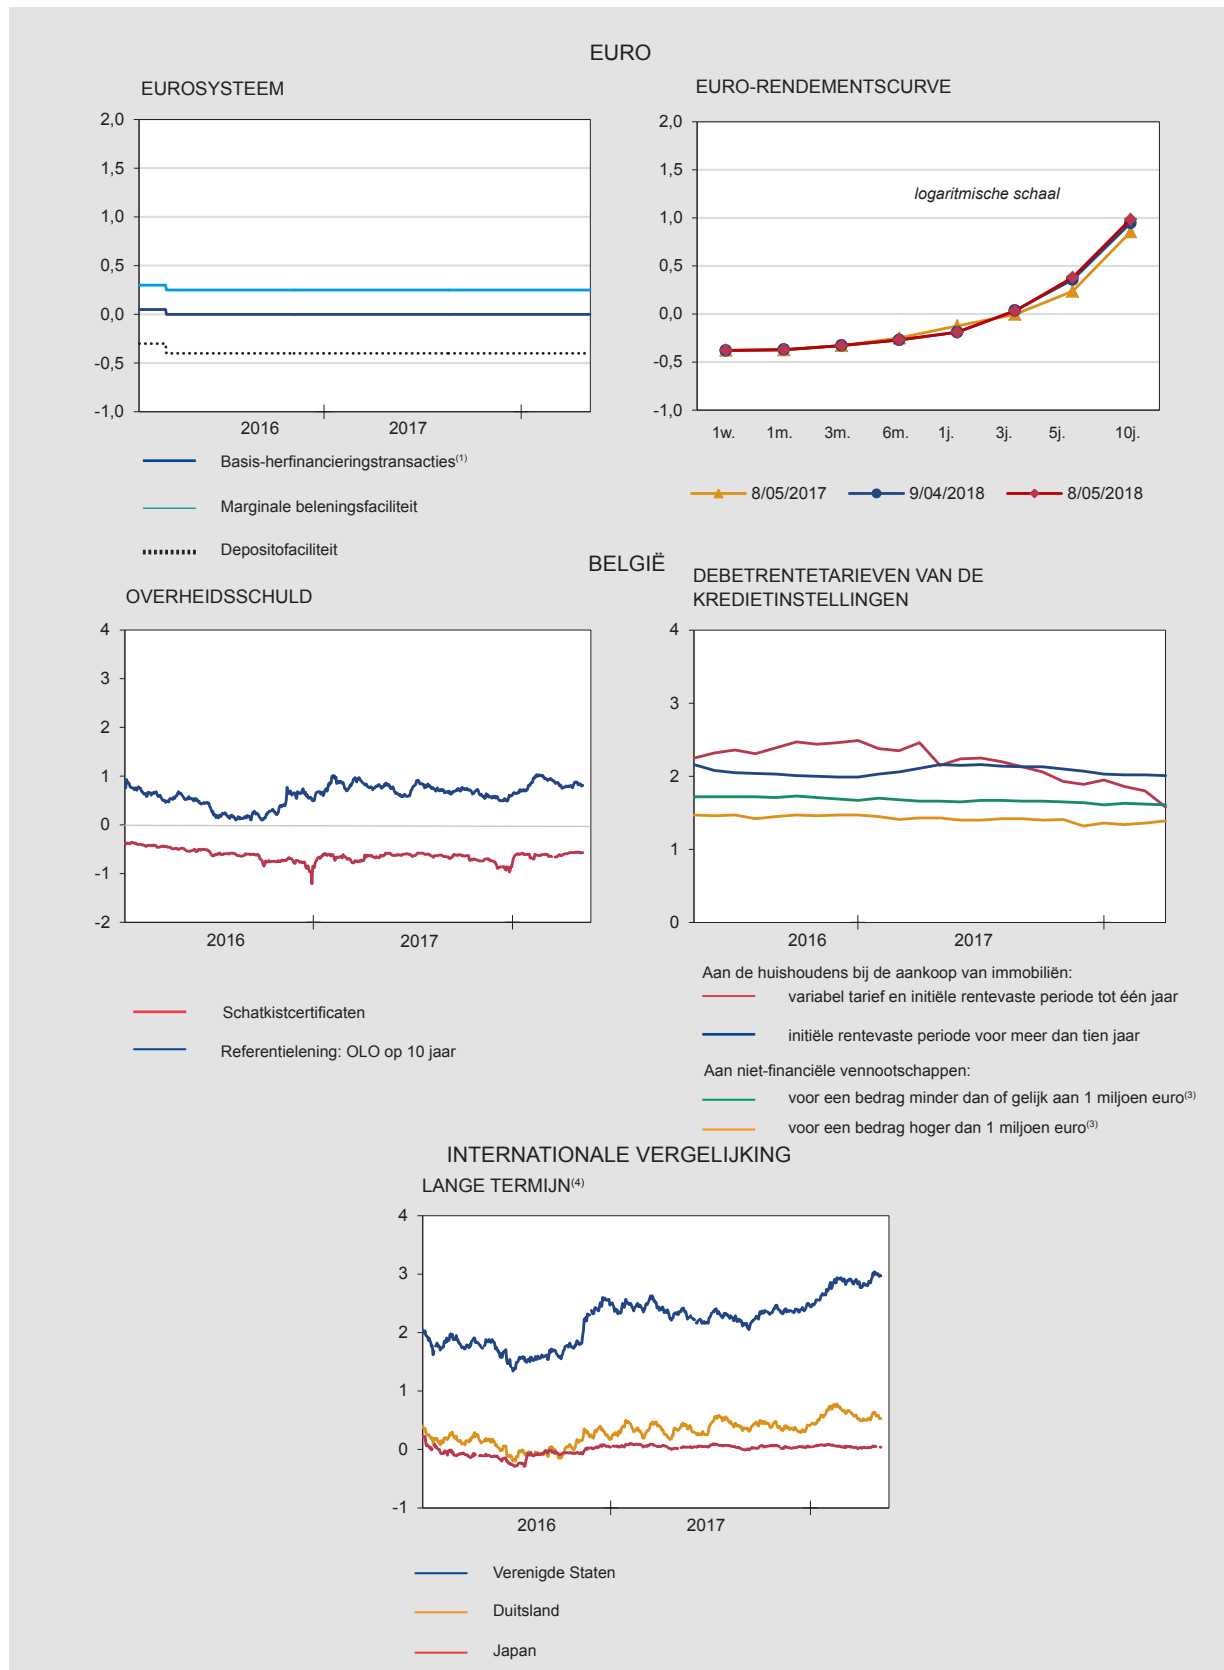 EURO
EUROSYSTEEM
2,0
1,5
1,0
0,5
0,0
-0,5
-1,0
2016 2017
Basis-herfinancieringstransacties(1)
Marginale beleningsfaciliteit
Depositofaciliteit
EURO-RENDEMENTSCURVE
2,0
1,5
1,0
0,5
0,0
-0,5
-1,0
logaritmische schaal
1w. 1m. 3m. 6m. 1j. 3j. 5j. 10j.
8/05/2017 9/04/2018 8/05/2018
BELGIË
OVERHEIDSSCHULD
4
3
2
1
0
-1
-2
2016 2017
Schatkistcertificaten
Referentielening: OLO op 10 jaar
DEBETRENTETARIEVEN VAN DE
KREDIETINSTELLINGEN
4
3
2
1
0
2016 2017
Aan de huishoudens bij de aankoop van immobiliën:
variabel tarief en initiële rentevaste periode tot één jaar
initiële rentevaste periode voor meer dan tien jaar
Aan niet-financiële vennootschappen:
voor een bedrag minder dan of gelijk aan 1 miljoen euro(3)
voor een bedrag hoger dan 1 miljoen euro(3)
INTERNATIONALE VERGELIJKING
LANGE TERMIJN(4)
4
3
2
1
0
-1
2016 2017
Verenigde Staten
Duitsland
Japan